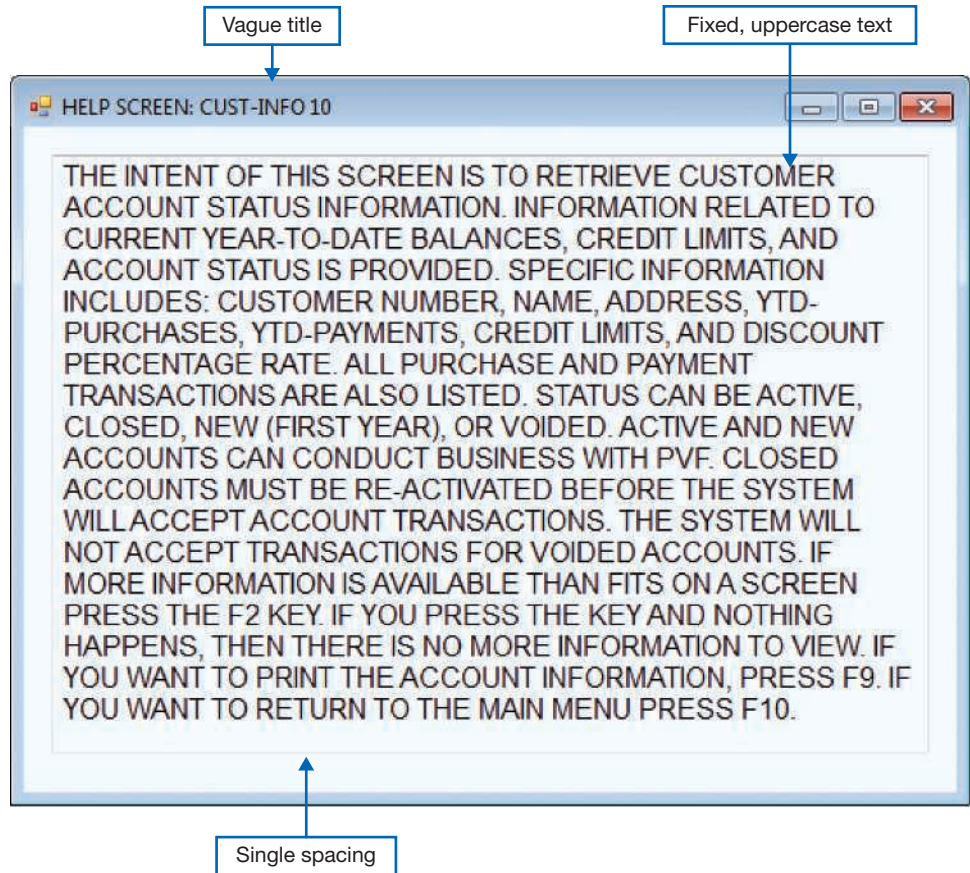 Vague title
Fixed, uppercase text
HELP SCREEN: CUST-INFO 10
THE INTENT OF THIS SCREEN IS TO RETRIEVE CUSTOMER
ACCOUNT STATUS INFORMATION. INFORMATION RELATED TO
CURRENT YEAR-TO-DATE BALANCES, CREDIT LIMITS, AND
ACCOUNT STATUS IS PROVIDED. SPECIFIC INFORMATION
INCLUDES: CUSTOMER NUMBER, NAME, ADDRESS, YTD-
PURCHASES, YTD-PAYMENTS, CREDIT LIMITS, AND DISCOUNT
PERCENTAGE RATE. ALL PURCHASE AND PAYMENT
TRANSACTIONS ARE ALSO LISTED. STATUS CAN BE ACTIVE,
CLOSED, NEW (FIRST YEAR), OR VOIDED. ACTIVE AND NEW
ACCOUNTS CAN CONDUCT BUSINESS WITH PVF. CLOSED
ACCOUNTS MUST BE RE-ACTIVATED BEFORE THE SYSTEM
WILL ACCEPT ACCOUNT TRANSACTIONS. THE SYSTEM WILL
NOT ACCEPT TRANSACTIONS FOR VOIDED ACCOUNTS. IF
MORE INFORMATION IS AVAILABLE THAN FITS ON A SCREEN
PRESS THE F2 KEY. IF YOU PRESS THE KEY AND NOTHING
HAPPENS, THEN THERE IS NO MORE INFORMATION TO VIEW. IF
YOU WANT TO PRINT THE ACCOUNT INFORMATION, PRESS F9. IF
YOU WANT TO RETURN TO THE MAIN MENU PRESS F10.
Single spacing